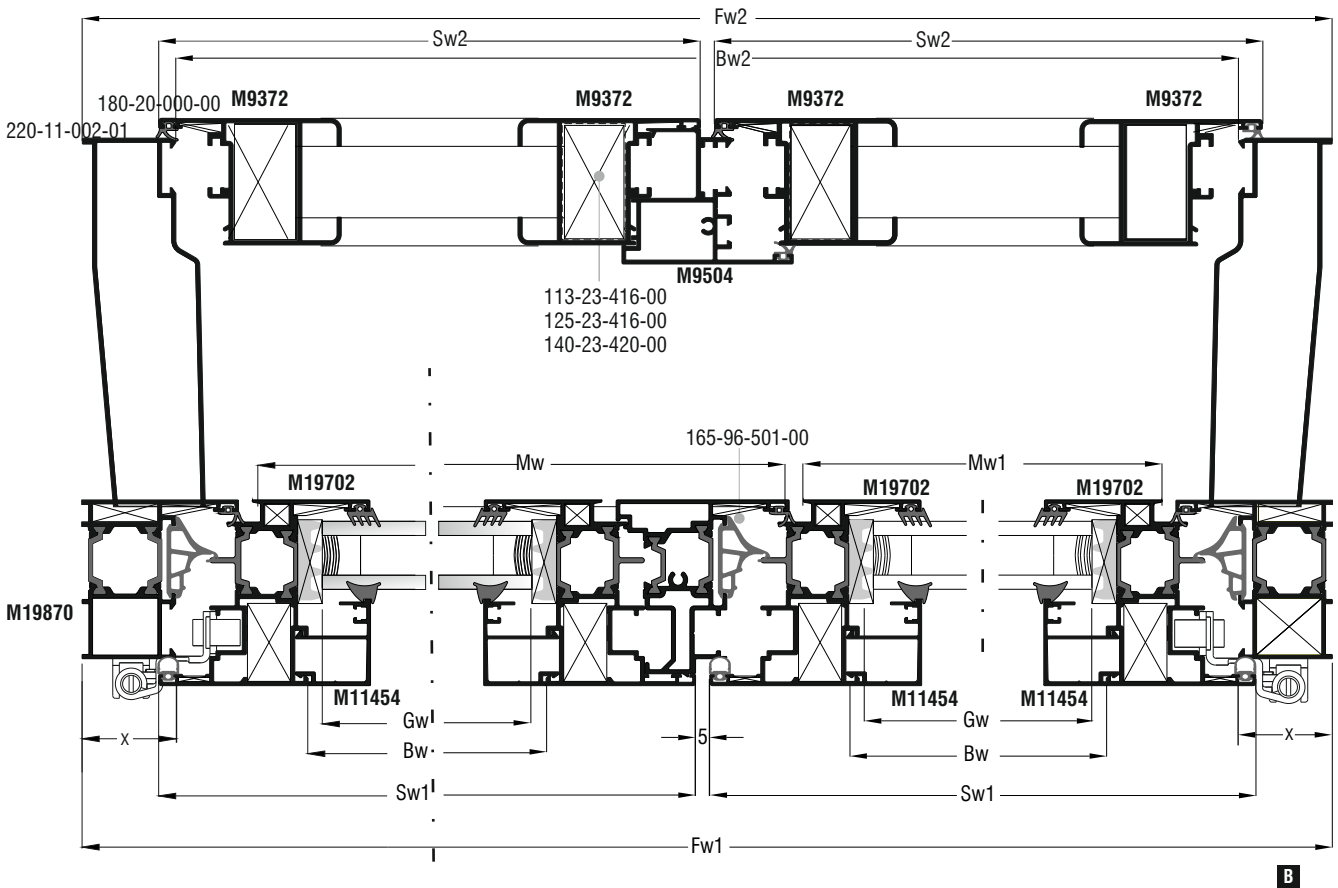 Fw2
Sw2 Sw2
Bw2
180-20-000-00 M9372 M9372 M9372 M9372
220-11-002-01
M9504
113-23-416-00
125-23-416-00
140-23-420-00
165-96-501-00
Mw Mw1
M19702 M19702 M19702
M19870
M11454 M11454 M11454
Gw Gw
x 5 x
Bw Bw
Sw1 Sw1
Fw1
B